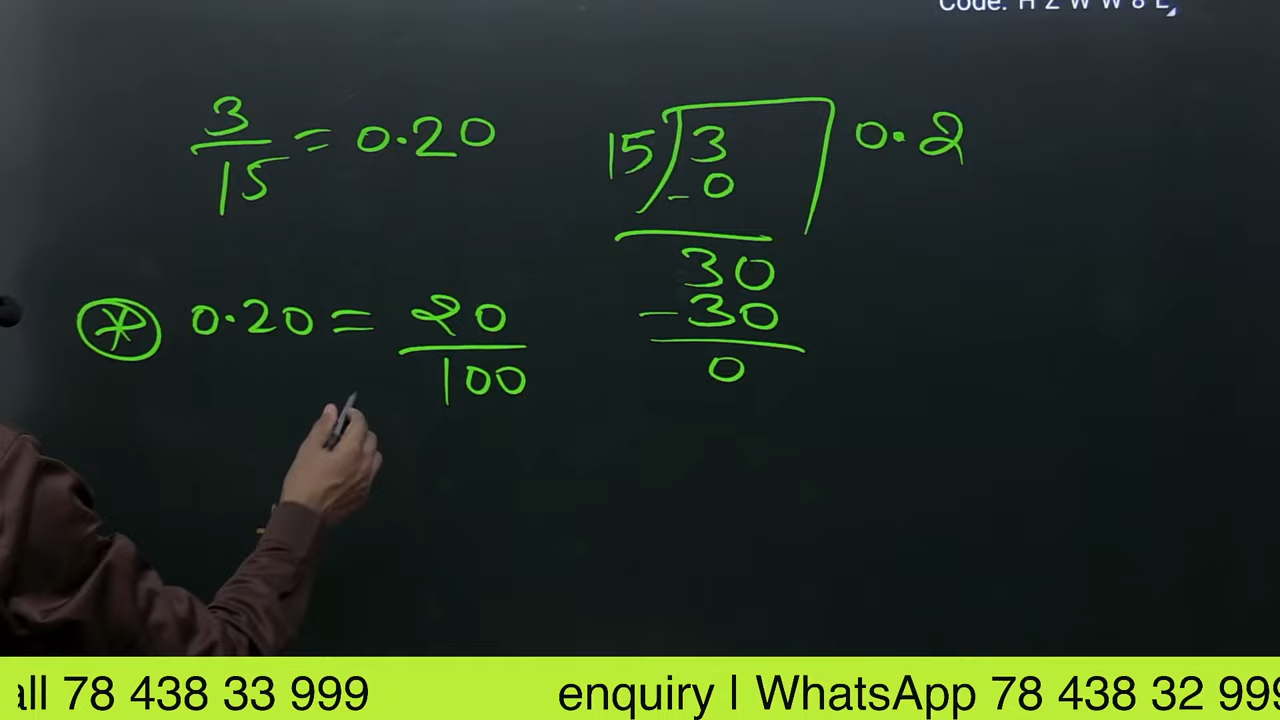 Code: H Z W W 8 L
3/15 = 0.20
15 3 0.2
- 0
30
- 30
0
* 0.20 = 20/100
all 78 438 33 999 enquiry | WhatsApp 78 438 32 999